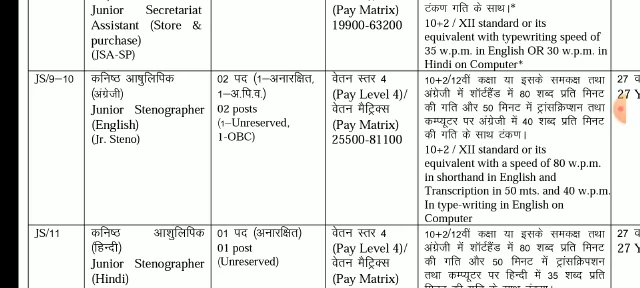 Junior Secretariat
Assistant (Store &
purchase)
(JSA-SP)
(Pay Matrix)
19900-63200
टंकण गति के साथ।*
10+2 / XII standard or its
equivalent with typewriting speed of
35 w.p.m. in English OR 30 w.p.m. in
Hindi on Computer*
JS/9–10
कनिष्ठ आषुलिपिक
(अंग्रेजी)
Junior Stenographer
(English)
(Jr. Steno)
02 पद (1–अनारक्षित,
1–अ.पि.व.)
02 posts
(1–Unreserved,
1-OBC)
वेतन स्तर 4
(Pay Level 4)/
वेतन मैट्रिक्स
(Pay Matrix)
25500-81100
10+2/12वीं कक्षा या इसके समकक्ष तथा
अंग्रेजी में शॉर्टहैंड में 80 शब्द प्रति मिनट
की गति और 50 मिनट में ट्रांसक्रिप्शन तथा
कम्प्यूटर पर अंग्रेजी में 40 शब्द प्रति मिनट
की गति के साथ टंकण।
10+2 / XII standard or its
equivalent with a speed of 80 w.p.m.
in shorthand in English and
Transcription in 50 mts. and 40 w.p.m.
In type-writing in English on
Computer
27
27 Y
JS/11
कनिष्ठ आशुलिपिक
(हिन्दी)
Junior Stenographer
(Hindi)
01 पद (अनारक्षित)
01 post
(Unreserved)
वेतन स्तर 4
(Pay Level 4)/
वेतन मैट्रिक्स
(Pay Matrix)
10+2/12वीं कक्षा या इसके समकक्ष तथा
अंग्रेजी में शॉर्टहैंड में 80 शब्द प्रति मिनट
की गति और 50 मिनट में ट्रांसक्रिपशन
तथा कम्प्यूटर पर हिन्दी में 35 शब्द प्रति
27
27 Y